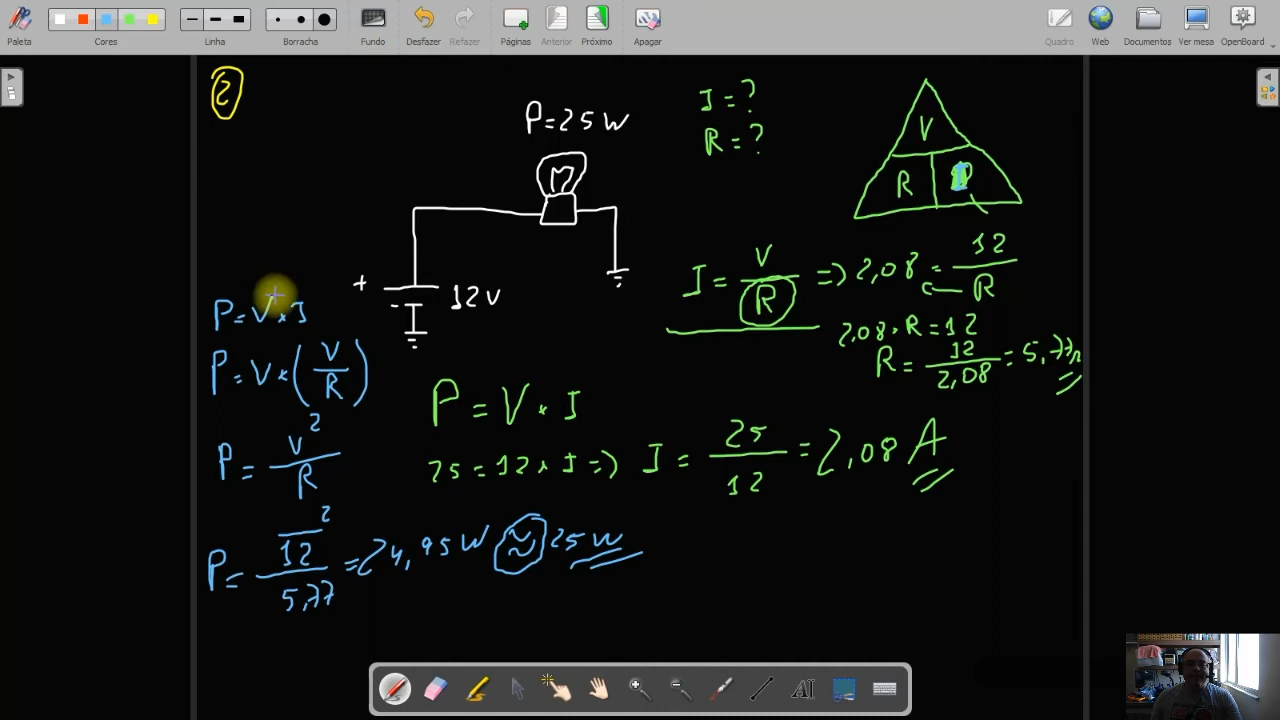 Paleta
Cores
Linha
Borracha
Fundo
Desfazer
Refazer
Páginas
Anterior
Próximo
Apagar
Quadro
Web
Documentos
Ver mesa
OpenBoard
2
P=25W
I=?
R=?
V
R
I
+
-
12V
I = V/R => 2,08 = 12/R
2,08 * R = 12
R = 12/2,08 = 5,77Ω
P = V * I
25 = 12 * I => I = 25/12 = 2,08 A
P=V*I
P=V*(V/R)
P= V²/R
P= 12²/5,77 = 24,95W ≈ 25W